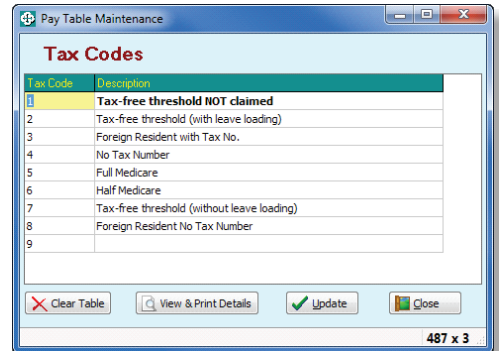 Pay Table Maintenance
Tax Codes
Tax Code Description
1 Tax-free threshold NOT claimed
2 Tax-free threshold (with leave loading)
3 Foreign Resident with Tax No.
4 No Tax Number
5 Full Medicare
6 Half Medicare
7 Tax-free threshold (without leave loading)
8 Foreign Resident No Tax Number
9
Clear Table View & Print Details Update Close
487 x 3